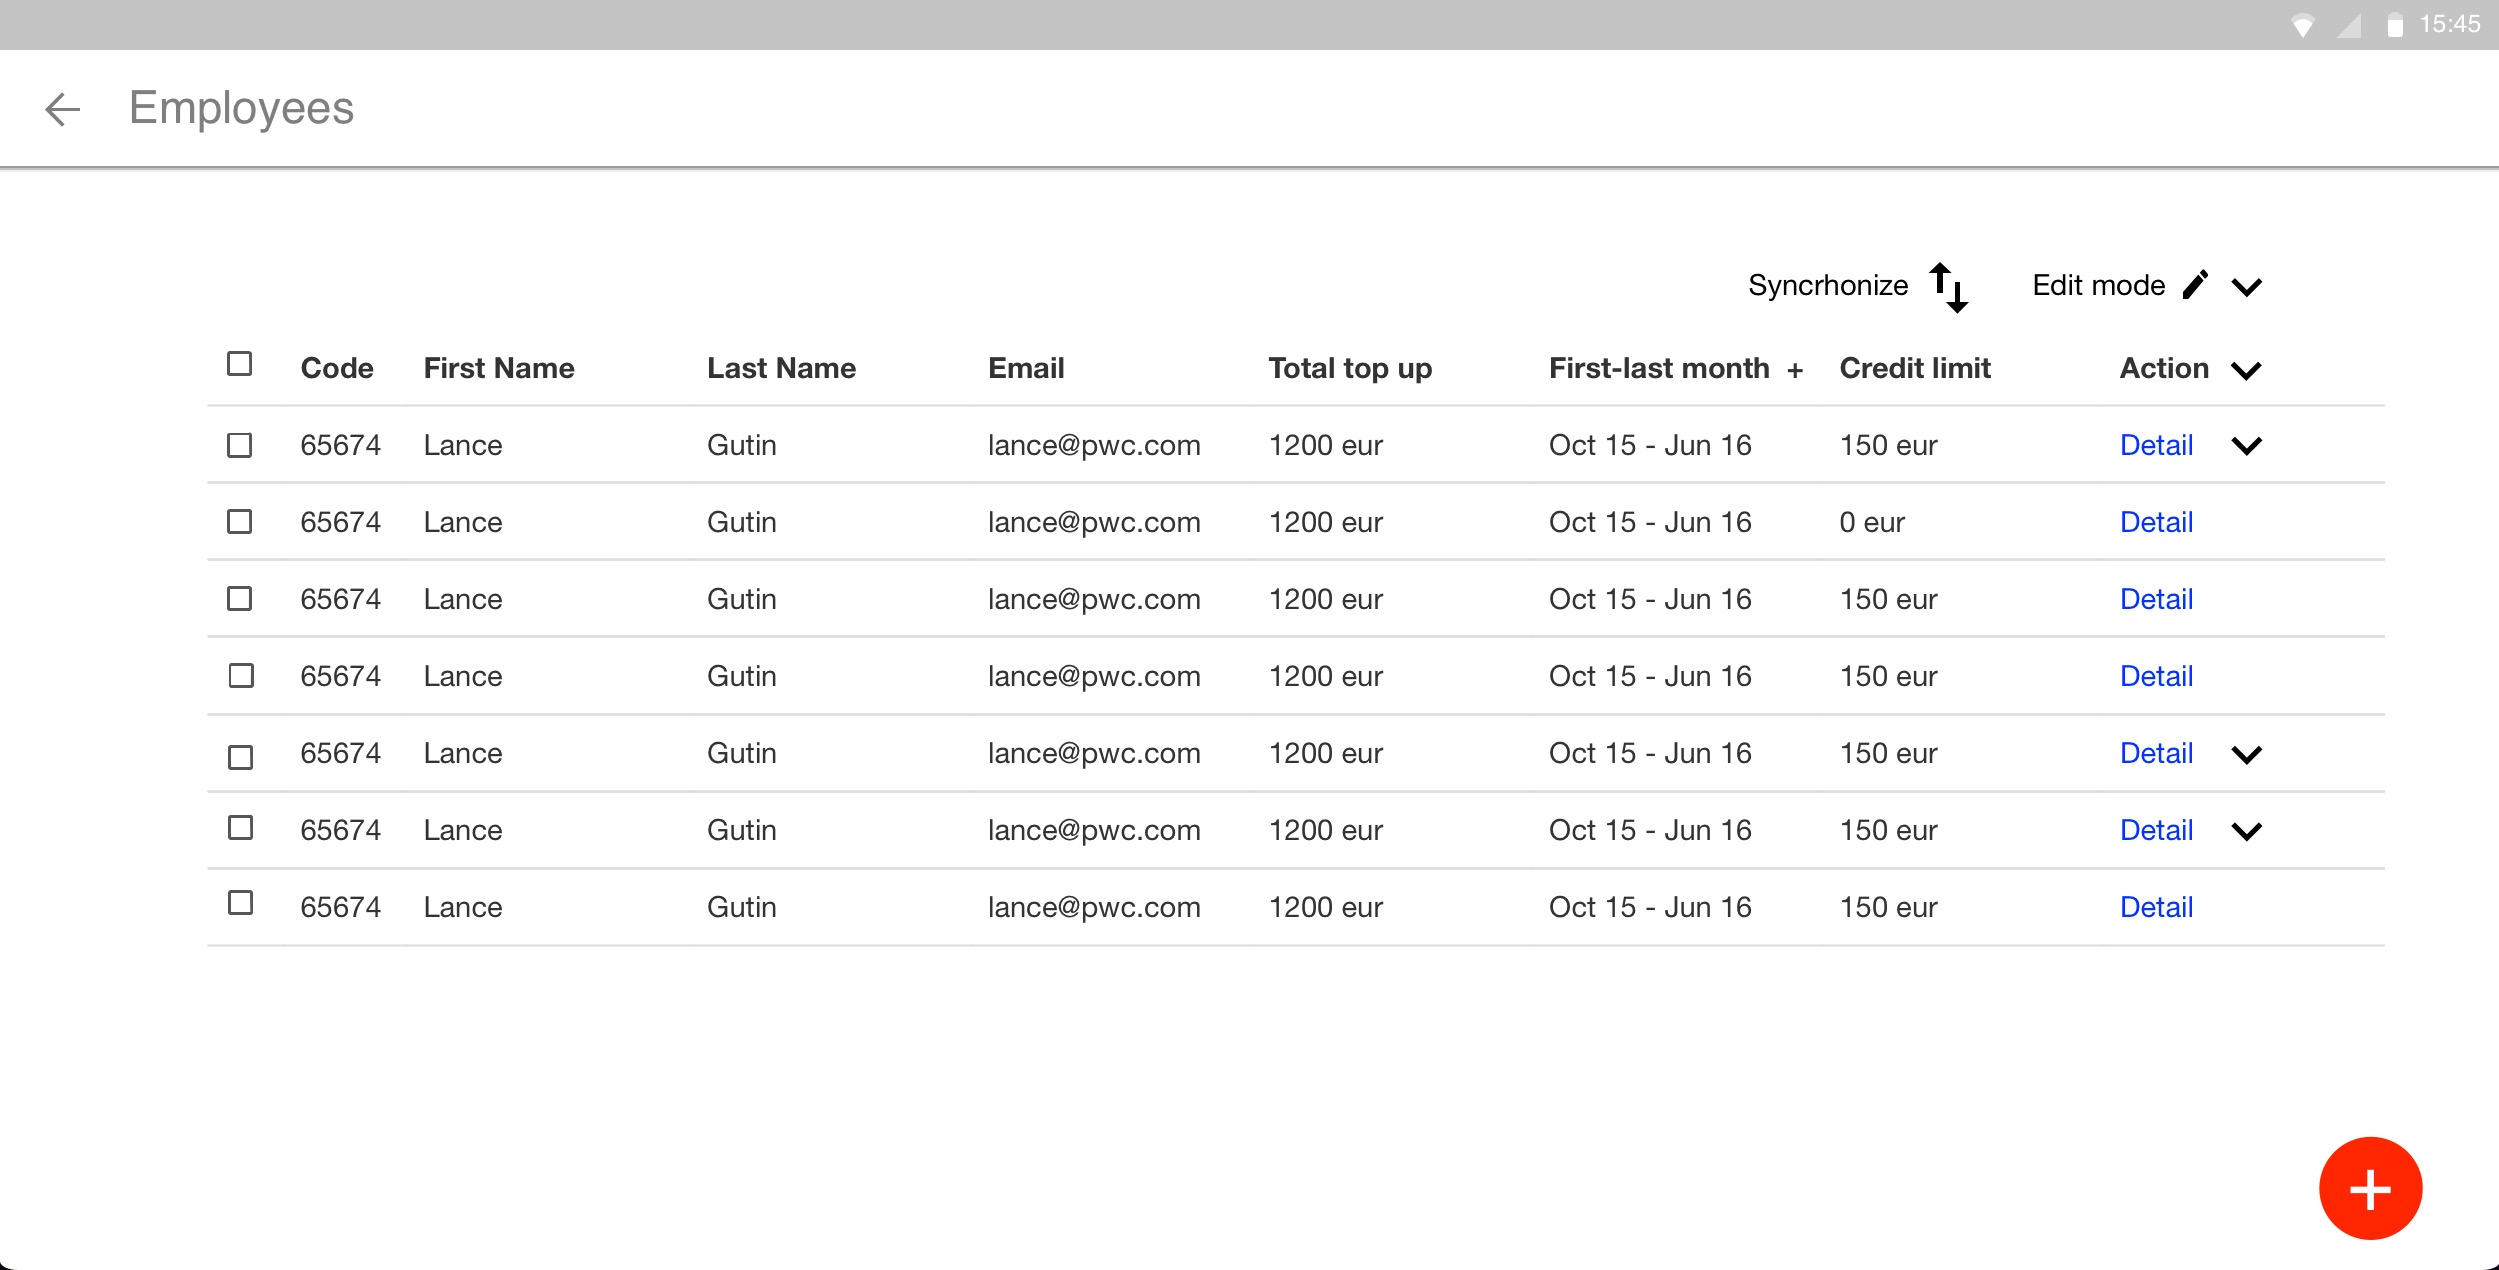 15:45
Employees
Syncrhonize Edit mode
Code First Name Last Name Email Total top up First-last month + Credit limit Action
65674 Lance Gutin lance@pwc.com 1200 eur Oct 15 - Jun 16 150 eur Detail
65674 Lance Gutin lance@pwc.com 1200 eur Oct 15 - Jun 16 0 eur Detail
65674 Lance Gutin lance@pwc.com 1200 eur Oct 15 - Jun 16 150 eur Detail
65674 Lance Gutin lance@pwc.com 1200 eur Oct 15 - Jun 16 150 eur Detail
65674 Lance Gutin lance@pwc.com 1200 eur Oct 15 - Jun 16 150 eur Detail
65674 Lance Gutin lance@pwc.com 1200 eur Oct 15 - Jun 16 150 eur Detail
65674 Lance Gutin lance@pwc.com 1200 eur Oct 15 - Jun 16 150 eur Detail